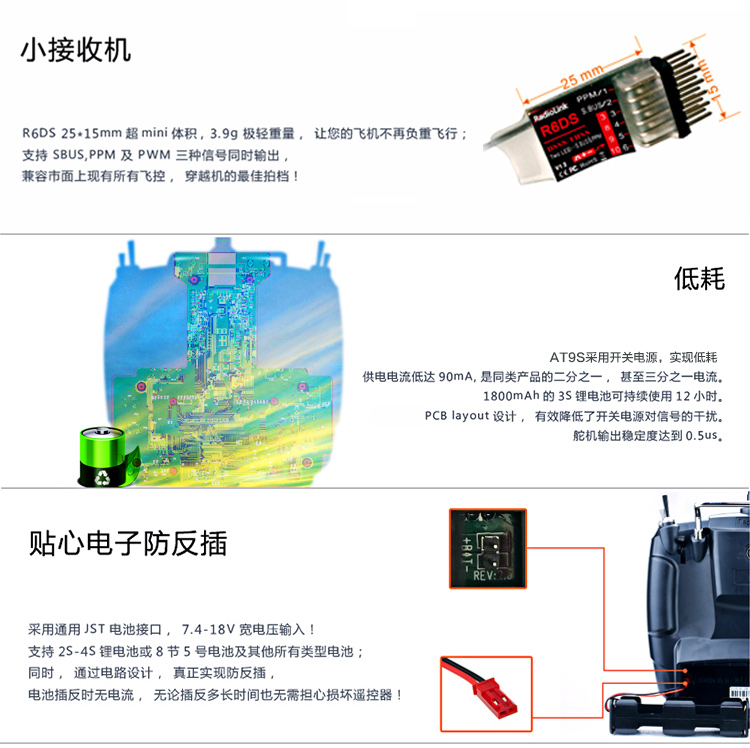 小接收机
R6DS 25*15mm 超 mini 体积 , 3.9g 极轻重量 , 让您的飞机不再负重飞行 ;
支持 SBUS,PPM 及 PWM 三种信号同时输出 ,
兼容市面上现有所有飞控 , 穿越机的最佳拍档 !
25 mm
15 mm
RadioLink
PPM/1
SBUS/2
R6DS
3
4
5
6
V1.3
低耗
AT9S采用开关电源，实现低耗
供电电流低达 90mA, 是同类产品的二分之一 , 甚至三分之一电流。
1800mAh 的 3S 锂电池可持续使用 12 小时。
PCB layout 设计 , 有效降低了开关电源对信号的干扰。
舵机输出稳定度达到 0.5us。
贴心电子防反插
采用通用 JST 电池接口 , 7.4-18V 宽电压输入 !
支持 2S-4S 锂电池或 8 节 5 号电池及其他所有类型电池 ;
同时 , 通过电路设计 , 真正实现防反插 ,
电池插反时无电流 , 无论插反多长时间也无需担心损坏遥控器 !
+BAT-
REV: